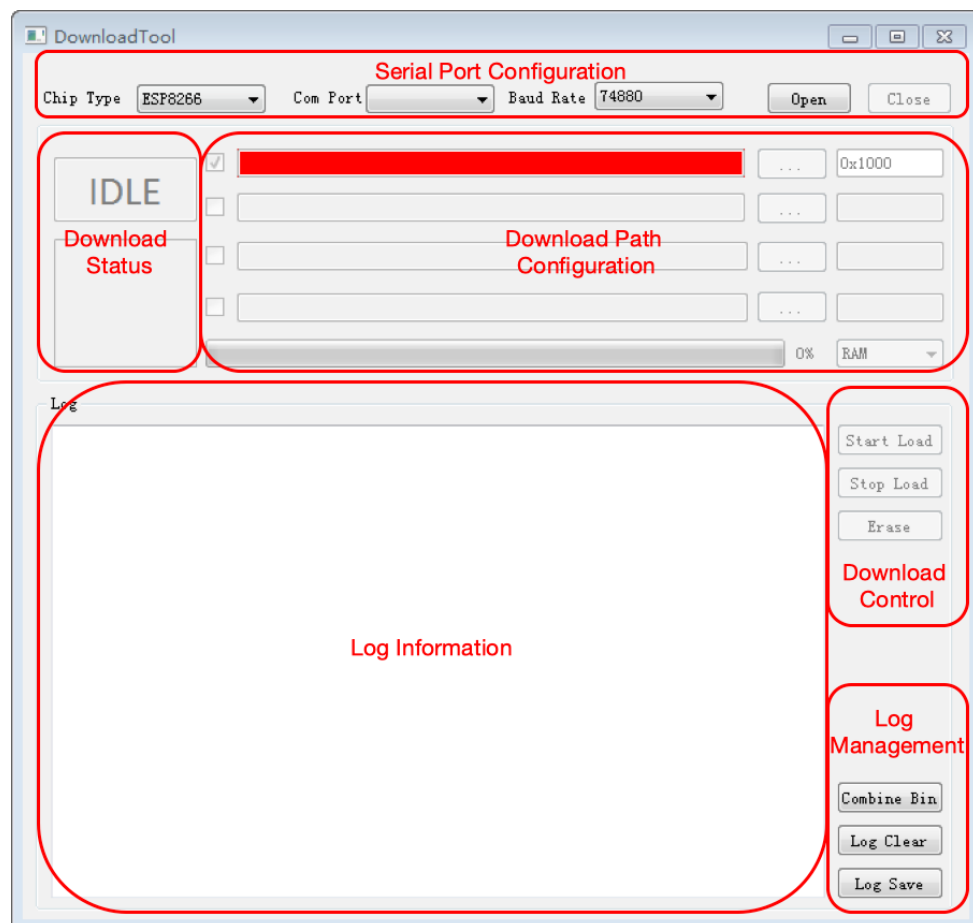 DownloadTool
Serial Port Configuration
Chip Type ESP8266 Com Port Baud Rate 74880 Open Close
... 0x1000
IDLE
...
Download
Status
Download Path
Configuration
...
...
0% RAM
Log
Start Load
Stop Load
Erase
Download
Control
Log Information
Log
Management
Combine Bin
Log Clear
Log Save